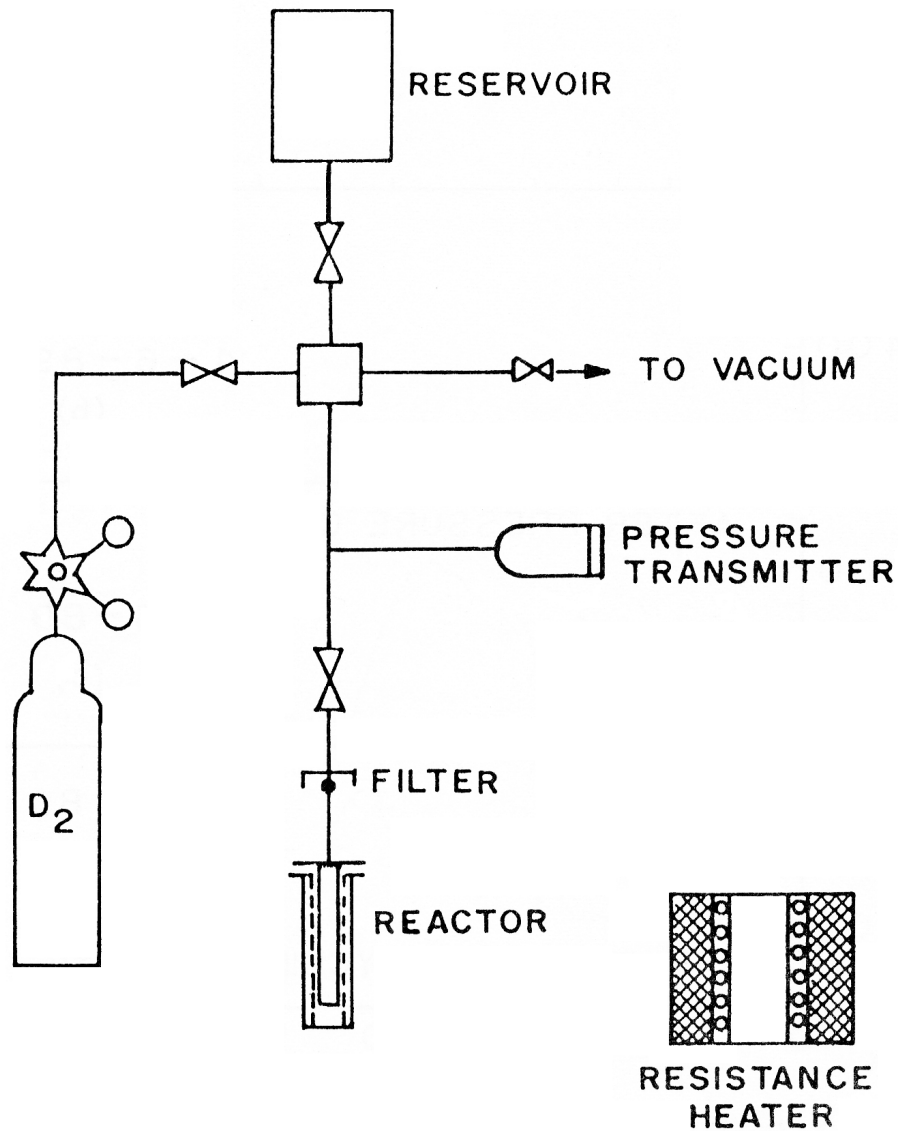 RESERVOIR
TO VACUUM
PRESSURE
TRANSMITTER
FILTER
D2
REACTOR
RESISTANCE
HEATER